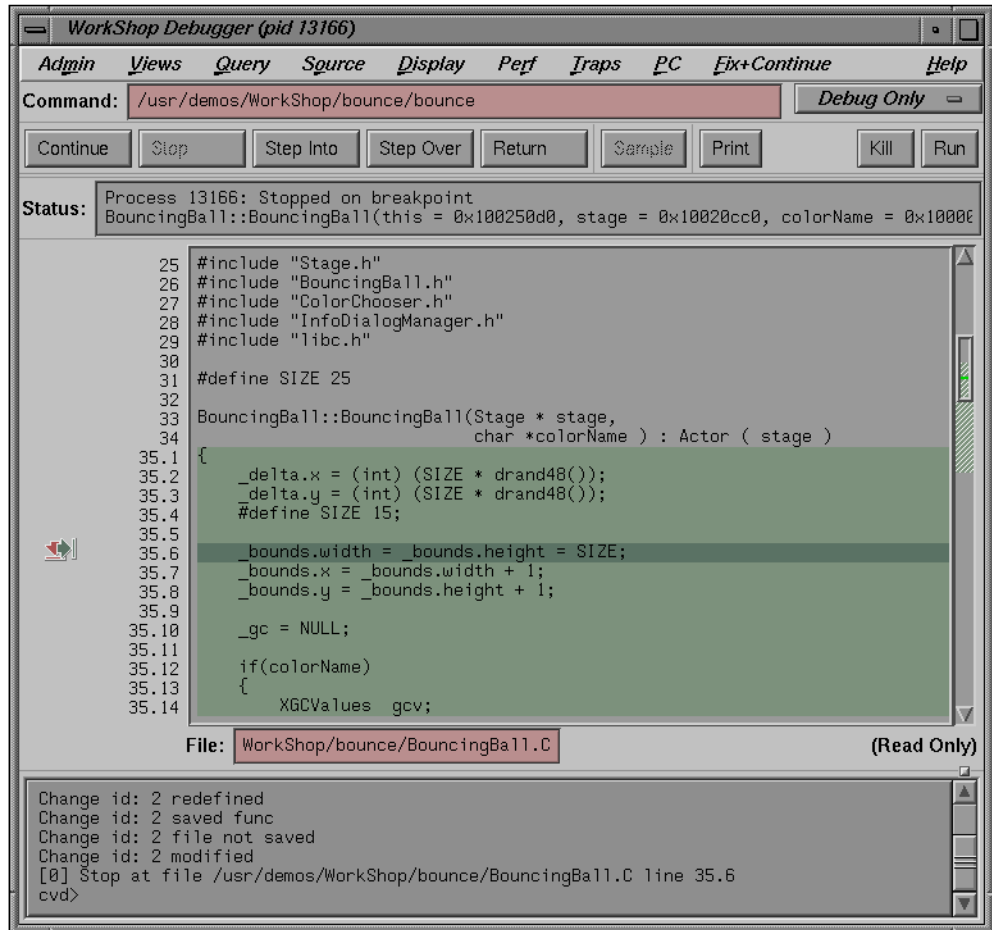 WorkShop Debugger (pid 13166)
Admin Views Query Source Display Perf Traps PC Fix+Continue Help
Command: /usr/demos/WorkShop/bounce/bounce Debug Only
Continue Stop Step Into Step Over Return Sample Print Kill Run
Status: Process 13166: Stopped on breakpoint
BouncingBall::BouncingBall(this = 0x100250d0, stage = 0x10020cc0, colorName = 0x1000
25 #include "Stage.h"
26 #include "BouncingBall.h"
27 #include "ColorChooser.h"
28 #include "InfoDialogManager.h"
29 #include "libc.h"
30
31 #define SIZE 25
32
33 BouncingBall::BouncingBall(Stage * stage,
34 char *colorName ) : Actor ( stage )
35.1 {
35.2 _delta.x = (int) (SIZE * drand48());
35.3 _delta.y = (int) (SIZE * drand48());
35.4 #define SIZE 15;
35.5
35.6 _bounds.width = _bounds.height = SIZE;
35.7 _bounds.x = _bounds.width + 1;
35.8 _bounds.y = _bounds.height + 1;
35.9
35.10 _gc = NULL;
35.11
35.12 if(colorName)
35.13 {
35.14 XGCValues gcv;
File: WorkShop/bounce/BouncingBall.C (Read Only)
Change id: 2 redefined
Change id: 2 saved func
Change id: 2 file not saved
Change id: 2 modified
[0] Stop at file /usr/demos/WorkShop/bounce/BouncingBall.C line 35.6
cvd>